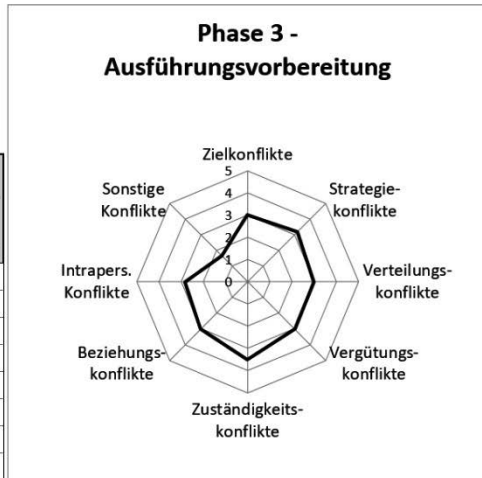 Phase 3 -
Ausführungsvorbereitung
Zielkonflikte
Strategie-
konflikte
Verteilungs-
konflikte
Vergütungs-
konflikte
Zuständigkeits-
konflikte
Beziehungs-
konflikte
Intrapers.
Konflikte
Sonstige
Konflikte
5
4
3
2
1
0